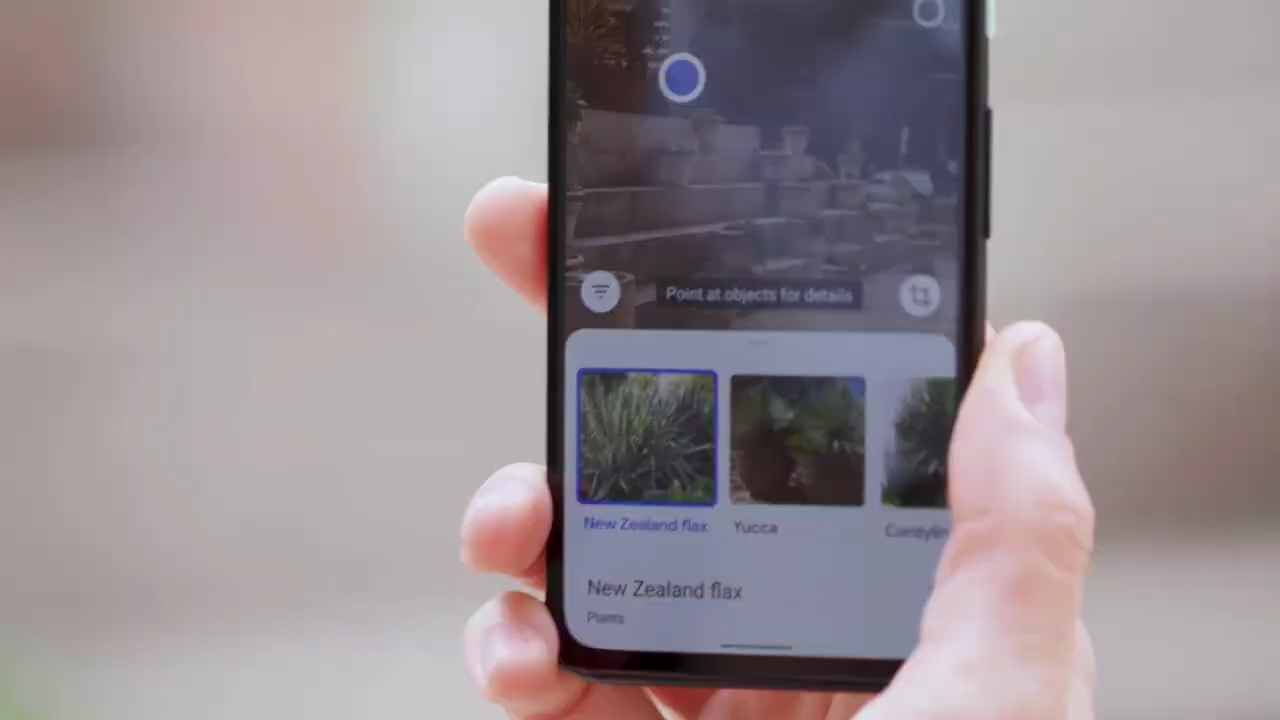 Point at objects for details
New Zealand flax
Yucca
New Zealand flax
Plants